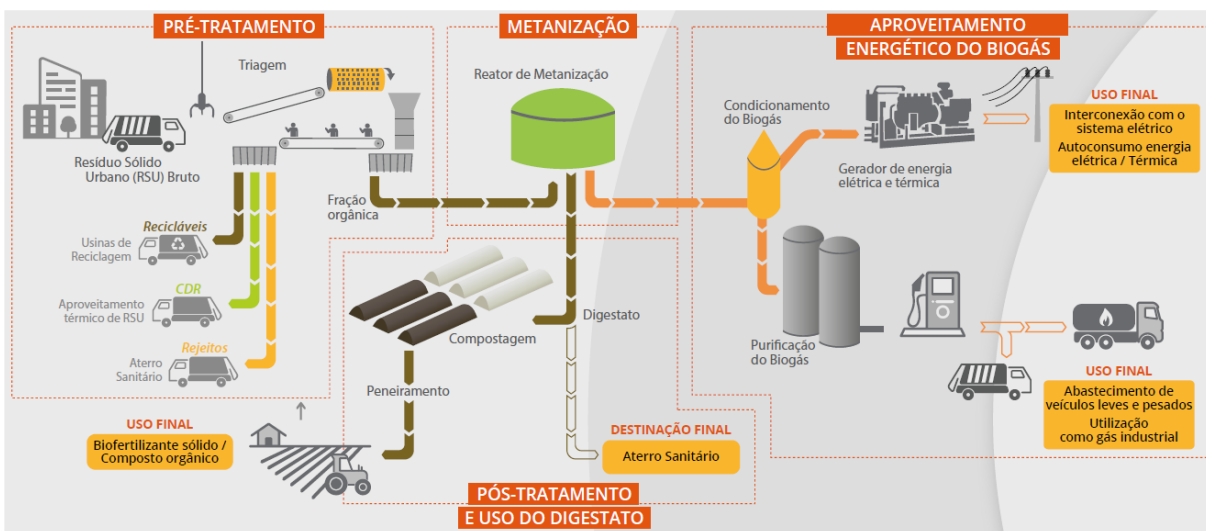 PRÉ-TRATAMENTO
Triagem
Resíduo Sólido
Urbano (RSU) Bruto
Fração
orgânica
Recicláveis
Usinas de
Reciclagem
CDR
Aproveitamento
térmico de RSU
Rejeitos
Aterro
Sanitário
METANIZAÇÃO
Reator de Metanização
APROVEITAMENTO
ENERGÉTICO DO BIOGÁS
Condicionamento
do Biogás
Gerador de energia
elétrica e térmica
USO FINAL
Interconexão com o
sistema elétrico
Autoconsumo energia
elétrica / Térmica
Purificação
do Biogás
USO FINAL
Abastecimento de
veículos leves e pesados
Utilização
como gás industrial
Digestato
Compostagem
Peneiramento
USO FINAL
Biofertilizante sólido /
Composto orgânico
DESTINAÇÃO FINAL
Aterro Sanitário
PÓS-TRATAMENTO
E USO DO DIGESTATO